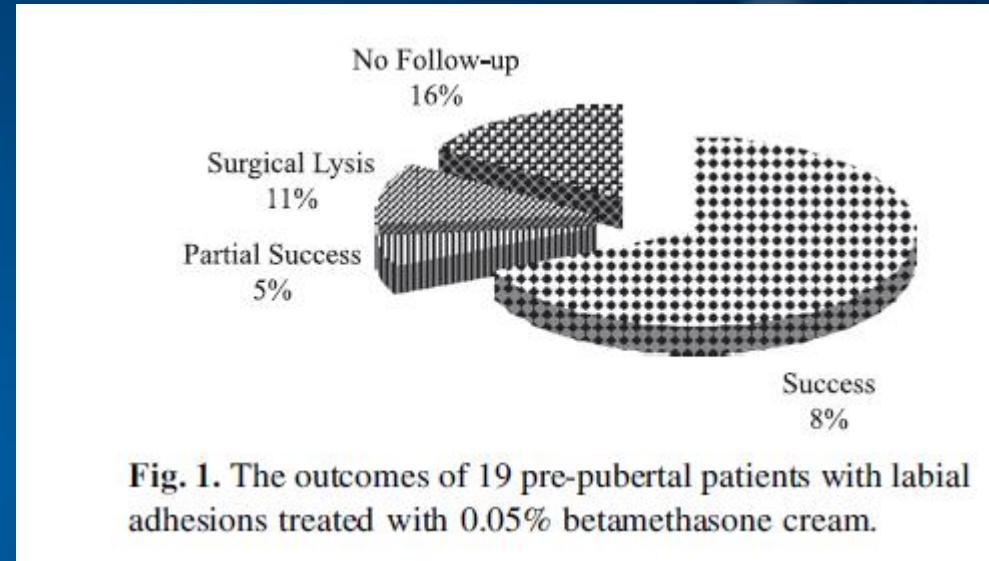 No Follow-up
16%
Surgical Lysis
11%
Partial Success
5%
Success
8%
Fig. 1. The outcomes of 19 pre-pubertal patients with labial
adhesions treated with 0.05% betamethasone cream.